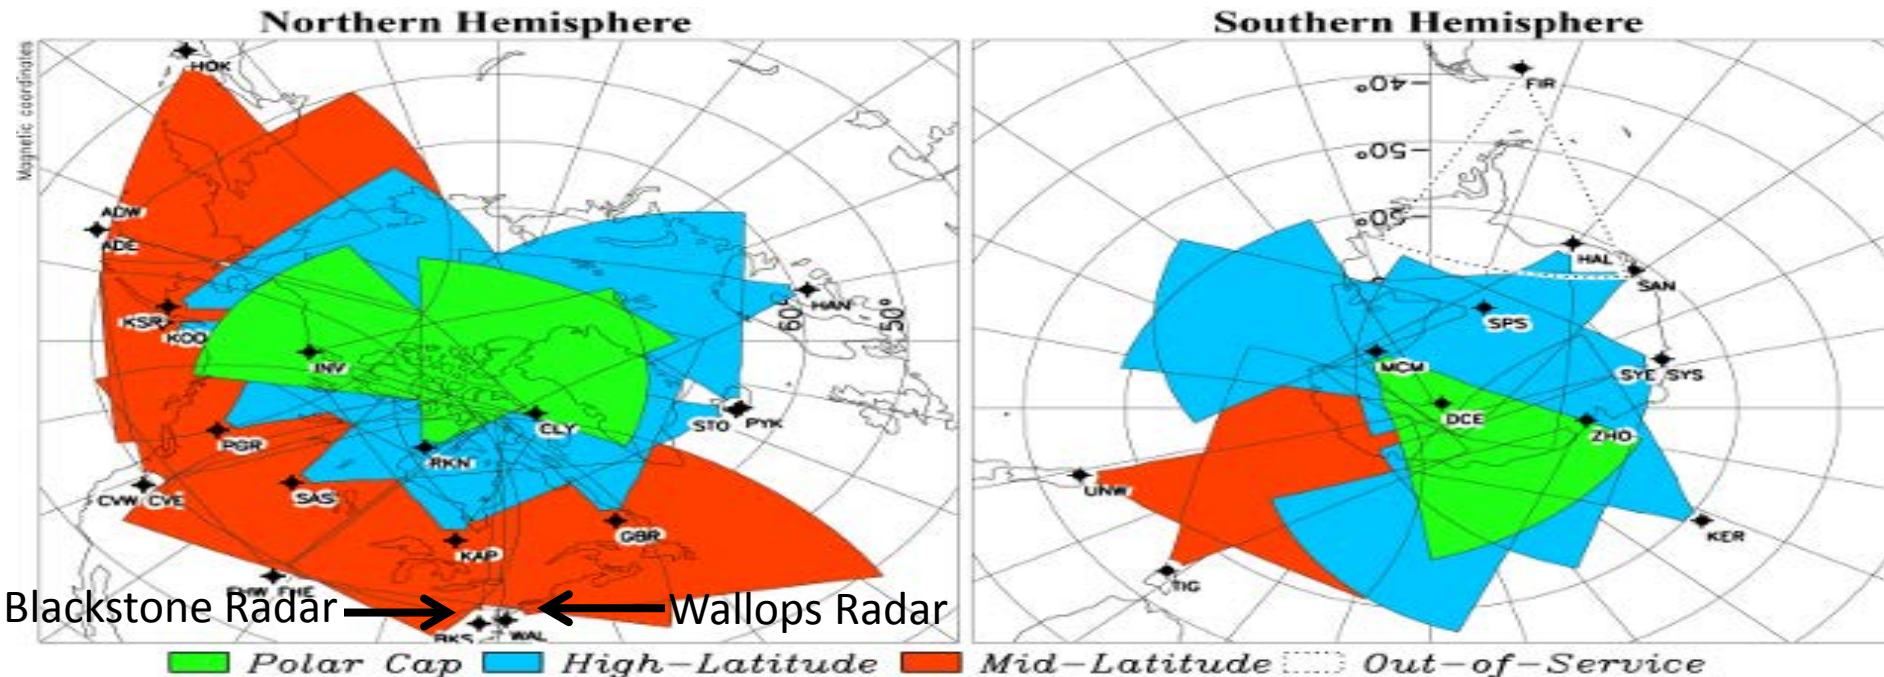 Northern Hemisphere
Southern Hemisphere
Magnetic coordinates
HOK
ADW
ADE
KSR
KOD
INV
HAN
60°
50°
PGR
RKN
CLY
STO PYK
CVW CVE
SAS
KAP
GBR
FHW FHE
Blackstone Radar
Wallops Radar
BKS
WAL
FIR
40°
50°
HAL
SAN
SPS
MCM
SYE SYS
DCE
ZHO
UNW
TIG
KER
Polar Cap
High-Latitude
Mid-Latitude
Out-of-Service